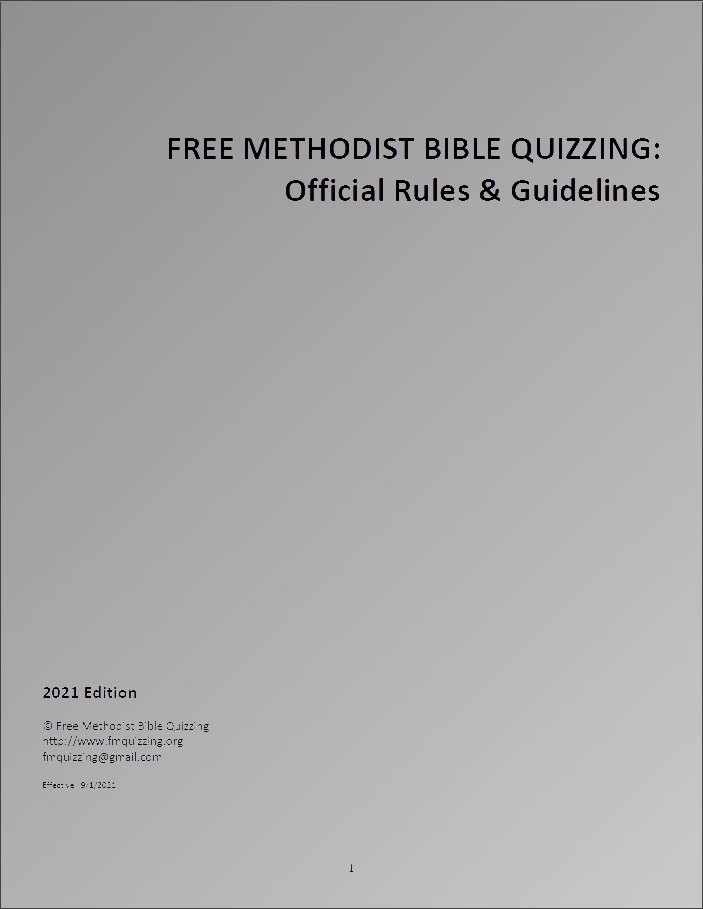 FREE METHODIST BIBLE QUIZZING:
Official Rules & Guidelines
2021 Edition
© Free Methodist Bible Quizzing
http://www.fmquizzing.org
fmquizzing@gmail.com
Effective: 9/1/2021
1